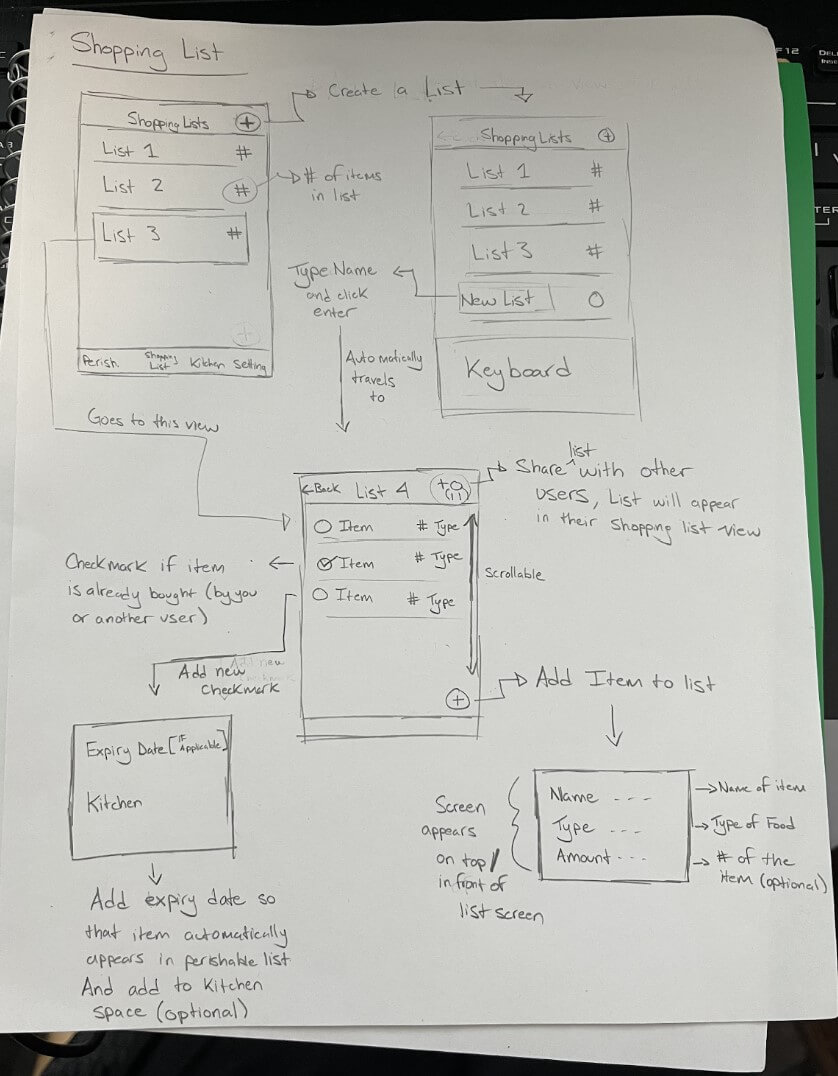 Shopping List
Create a List
Shopping Lists +
List 1 #
List 2 #
List 3 #
# of items
in list
Perish. Shopping List Kitchen Setting
Shopping Lists +
List 1 #
List 2 #
List 3 #
New List
Keyboard
Type Name
and click
enter
Automatically
travels
to
Goes to this view
←Back List 4 +
Item # Type
Item # Type
Item # Type
Scrollable
+
Share list with other
users, List will appear
in their shopping list view
Checkmark if item
is already bought (by you
or another user)
Add new
checkmark
Expiry Date [If Applicable]
Kitchen
Add expiry date so
that item automatically
appears in perishable list
And add to Kitchen
space (optional)
Add Item to list
Name - - -
Type - - -
Amount - - -
Name of item
Type of Food
# of the
item (optional)
Screen
appears
on top/
in front of
list screen
F12